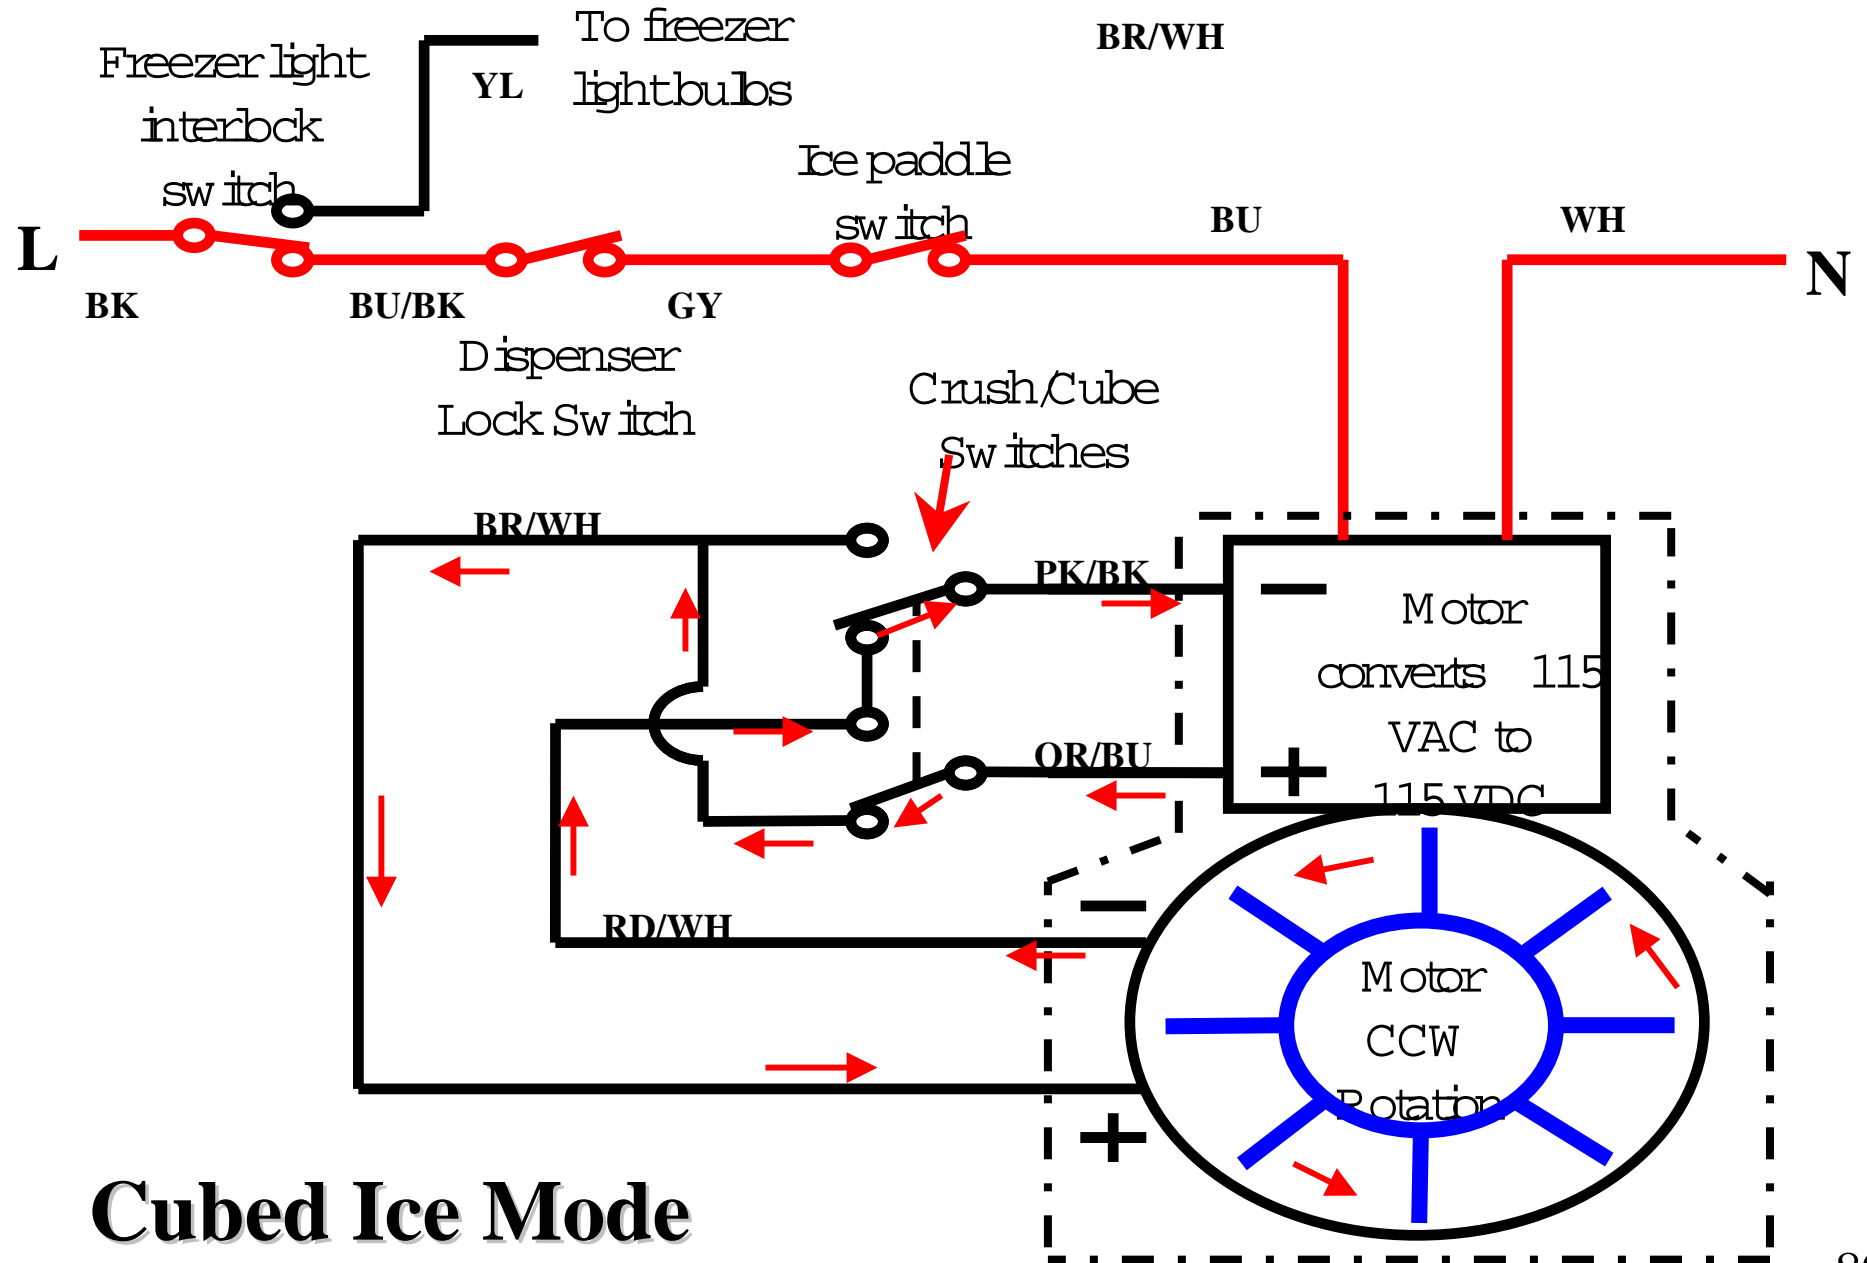 To freezer
light bulbs
BR/WH
Freezer light
interlock
switch
YL
Ice paddle
switch
BU
WH
L
N
BK
BU/BK
GY
Dispenser
Lock Switch
Crush/Cube
Switches
BR/WH
PK/BK
Motor
converts 115
VAC to
115 VDC
OR/BU
RD/WH
Motor
CCW
Rotation
Cubed Ice Mode